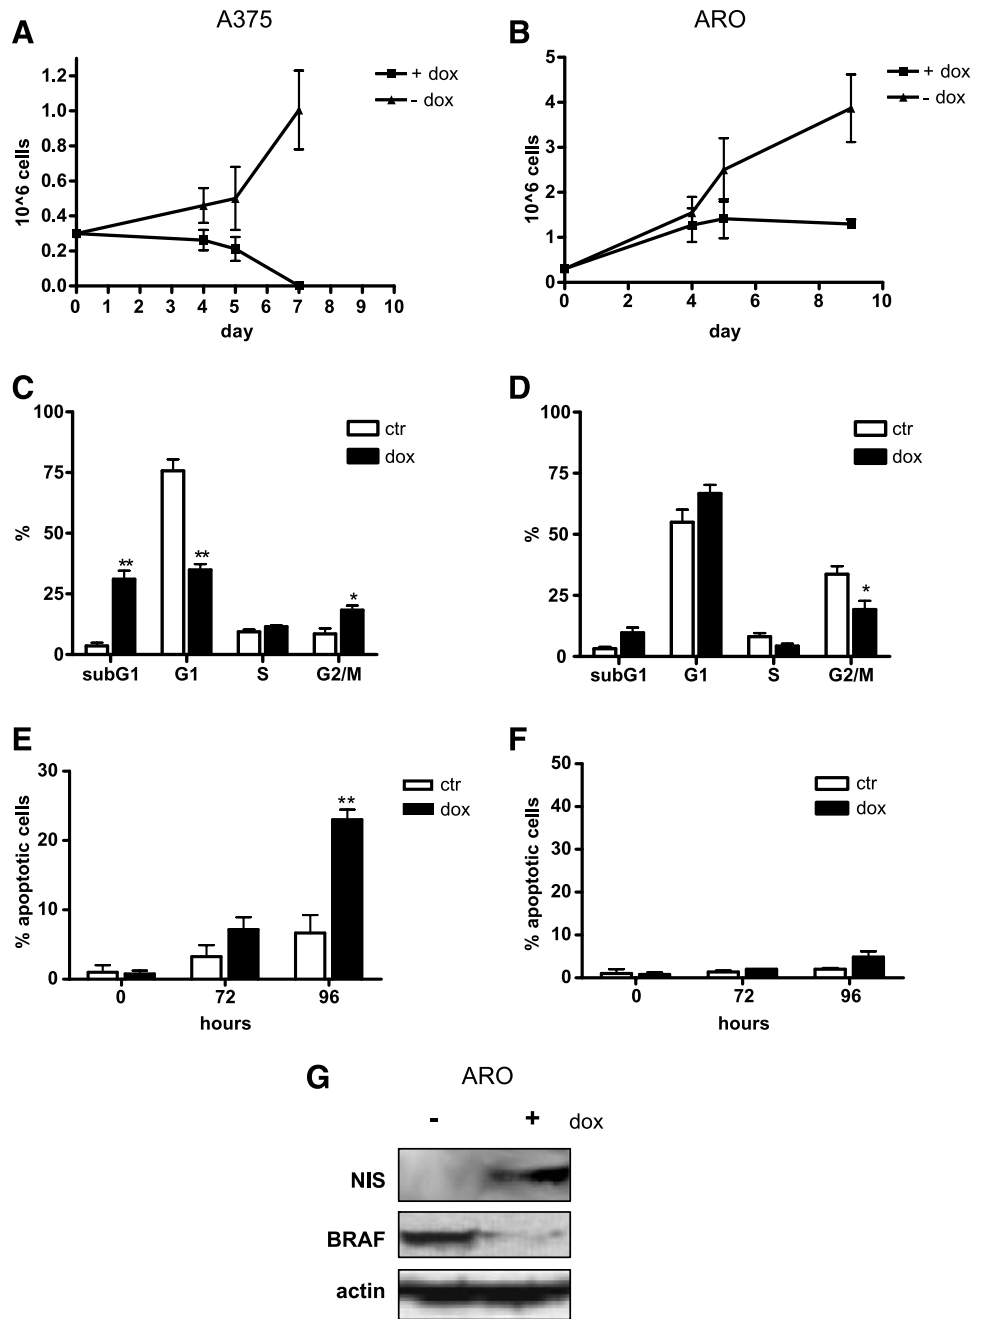 A375
ARO
A
B
1.2
1.0
0.8
0.6
0.4
0.2
0.0
10^6 cells
0 1 2 3 4 5 6 7 8 9 10
day
+ dox
- dox
5
4
3
2
1
0
10^6 cells
0 2 4 6 8 10
day
+ dox
- dox
C
100
75
50
25
0
%
** ** *
subG1 G1 S G2/M
ctr
dox
D
100
75
50
25
0
%
*
subG1 G1 S G2/M
ctr
dox
E
30
20
10
0
% apoptotic cells
**
0 72 96
hours
ctr
dox
F
50
40
30
20
10
0
% apoptotic cells
0 72 96
hours
ctr
dox
G
ARO
- + dox
NIS
BRAF
actin